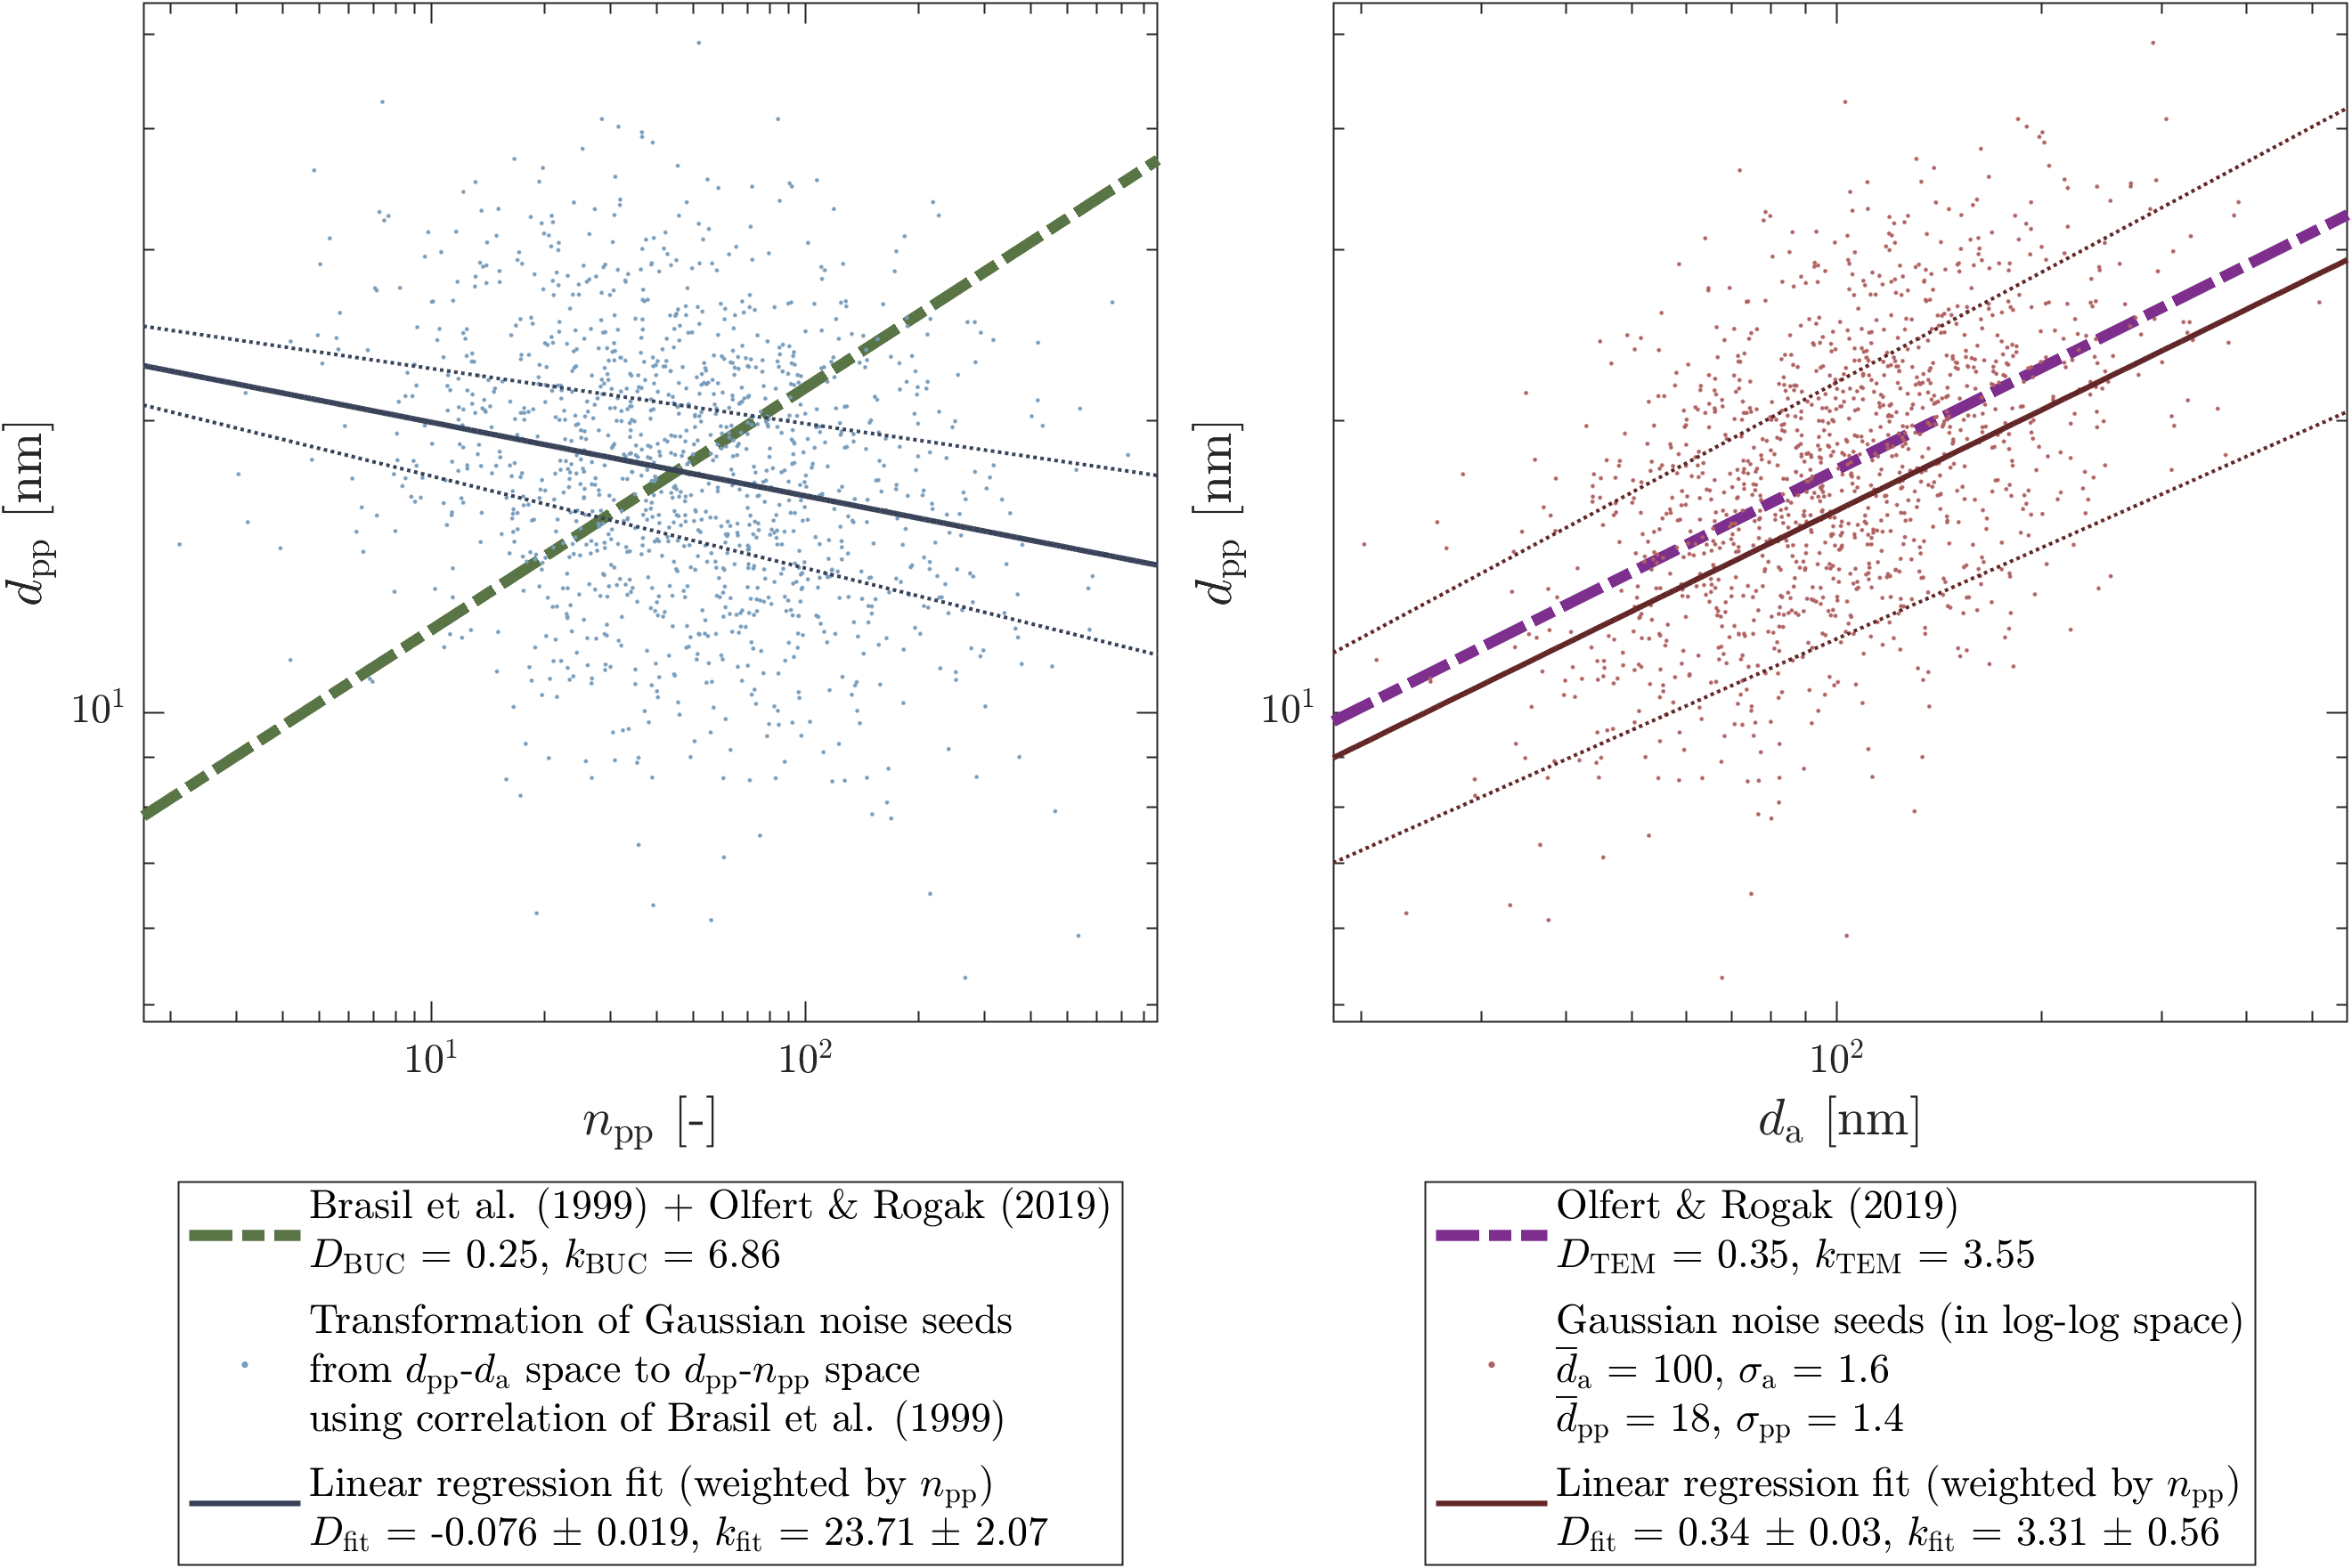 d_pp [nm]
10^1
10^1 10^2
n_pp [-]
Brasil et al. (1999) + Olfert & Rogak (2019)
D_BUC = 0.25, k_BUC = 6.86
Transformation of Gaussian noise seeds
from d_pp-d_a space to d_pp-n_pp space
using correlation of Brasil et al. (1999)
Linear regression fit (weighted by n_pp)
D_fit = -0.076 ± 0.019, k_fit = 23.71 ± 2.07
d_pp [nm]
10^1
10^2
d_a [nm]
Olfert & Rogak (2019)
D_TEM = 0.35, k_TEM = 3.55
Gaussian noise seeds (in log-log space)
d̅_a = 100, σ_a = 1.6
d̅_pp = 18, σ_pp = 1.4
Linear regression fit (weighted by n_pp)
D_fit = 0.34 ± 0.03, k_fit = 3.31 ± 0.56